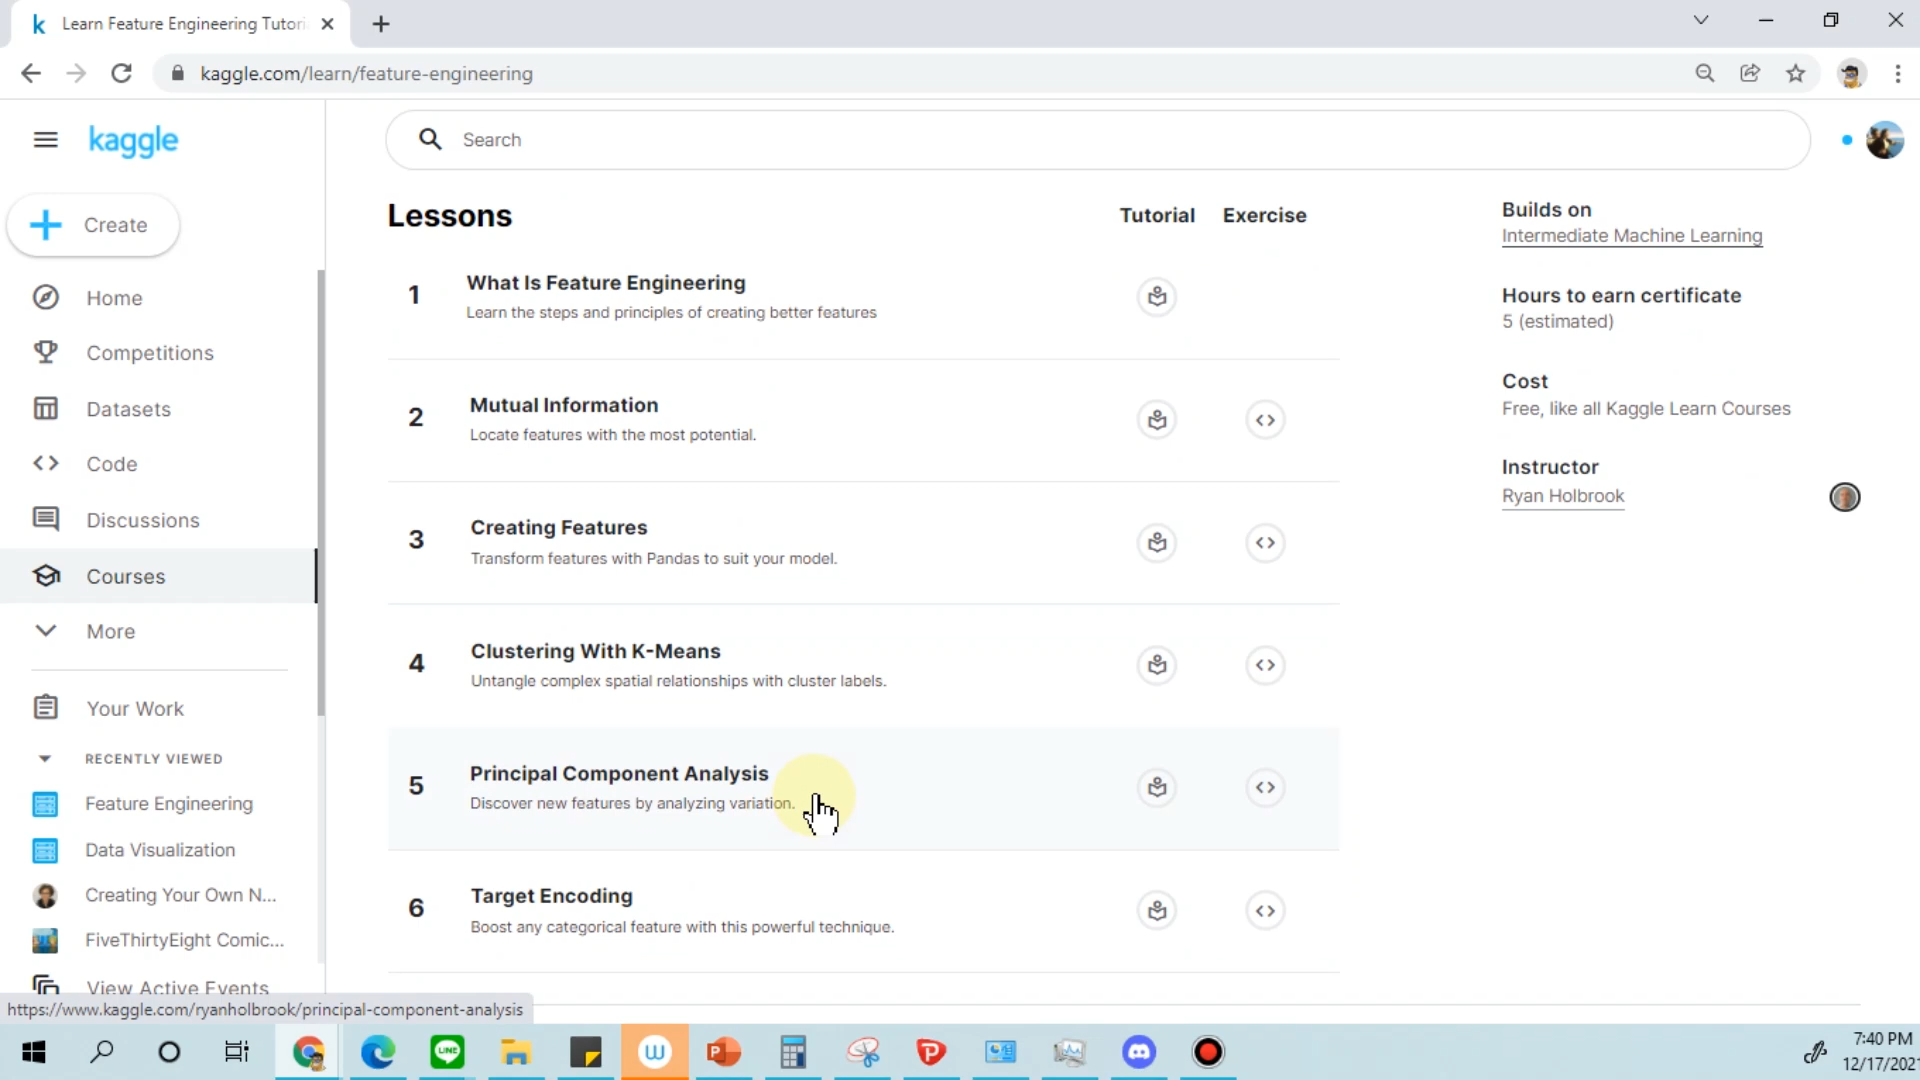 Learn Feature Engineering Tutori
kaggle.com/learn/feature-engineering
kaggle
Search
Create
Home
Competitions
Datasets
Code
Discussions
Courses
More
Your Work
RECENTLY VIEWED
Feature Engineering
Data Visualization
Creating Your Own N...
FiveThirtyEight Comic...
View Active Events
Lessons
Tutorial Exercise
1 What Is Feature Engineering
Learn the steps and principles of creating better features
2 Mutual Information
Locate features with the most potential.
3 Creating Features
Transform features with Pandas to suit your model.
4 Clustering With K-Means
Untangle complex spatial relationships with cluster labels.
5 Principal Component Analysis
Discover new features by analyzing variation.
6 Target Encoding
Boost any categorical feature with this powerful technique.
Builds on
Intermediate Machine Learning
Hours to earn certificate
5 (estimated)
Cost
Free, like all Kaggle Learn Courses
Instructor
Ryan Holbrook
https://www.kaggle.com/ryanholbrook/principal-component-analysis
LINE
7:40 PM
12/17/202